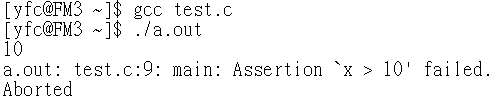 [yfc@FM3 ~]$ gcc test.c
[yfc@FM3 ~]$ ./a.out
10
a.out: test.c:9: main: Assertion `x > 10' failed.
Aborted